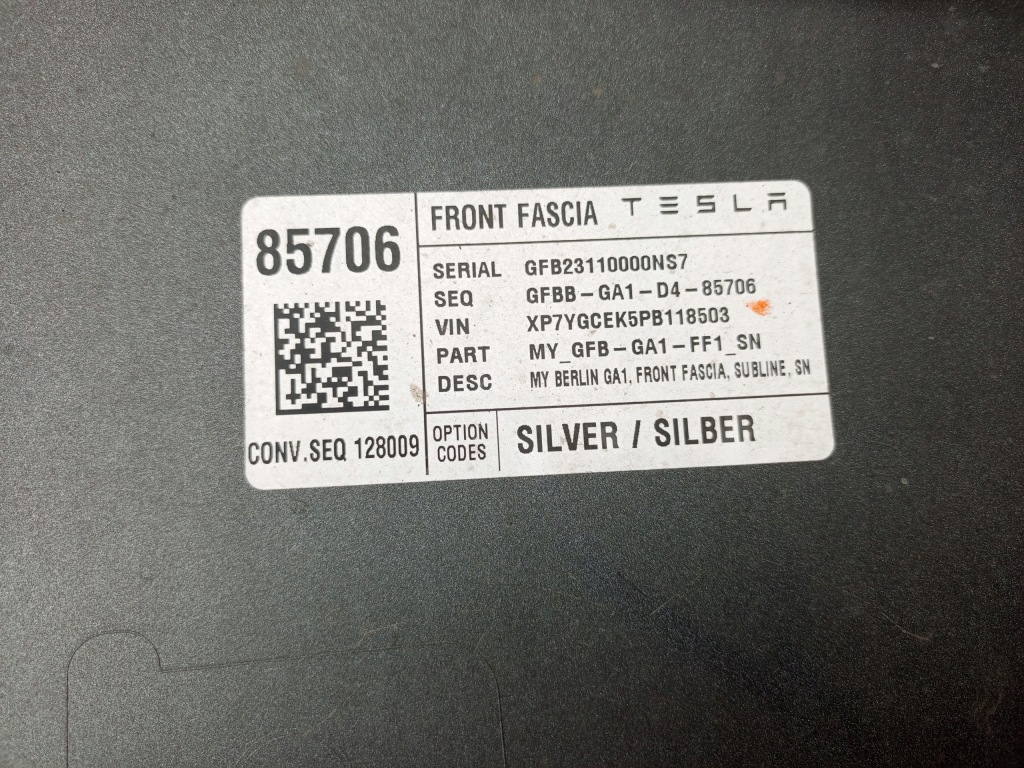 85706
CONV.SEQ 128009
FRONT FASCIA TESLA
SERIAL GFB23110000NS7
SEQ GFBB-GA1-D4-85706
VIN XP7YGCEK5PB118503
PART MY_GFB-GA1-FF1_SN
DESC MY BERLIN GA1, FRONT FASCIA, SUBLINE, SN
OPTION CODES SILVER / SILBER